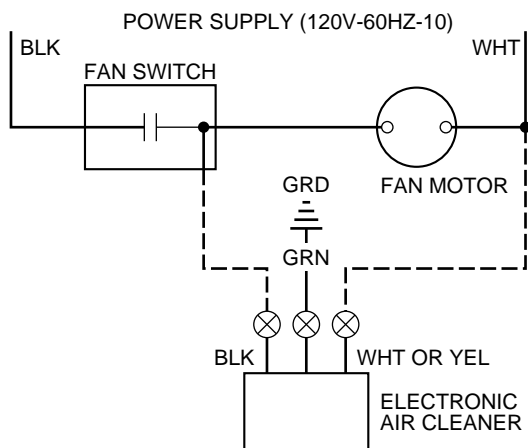 POWER SUPPLY (120V-60HZ-10)
BLK
WHT
FAN SWITCH
FAN MOTOR
GRD
GRN
BLK
WHT OR YEL
ELECTRONIC
AIR CLEANER